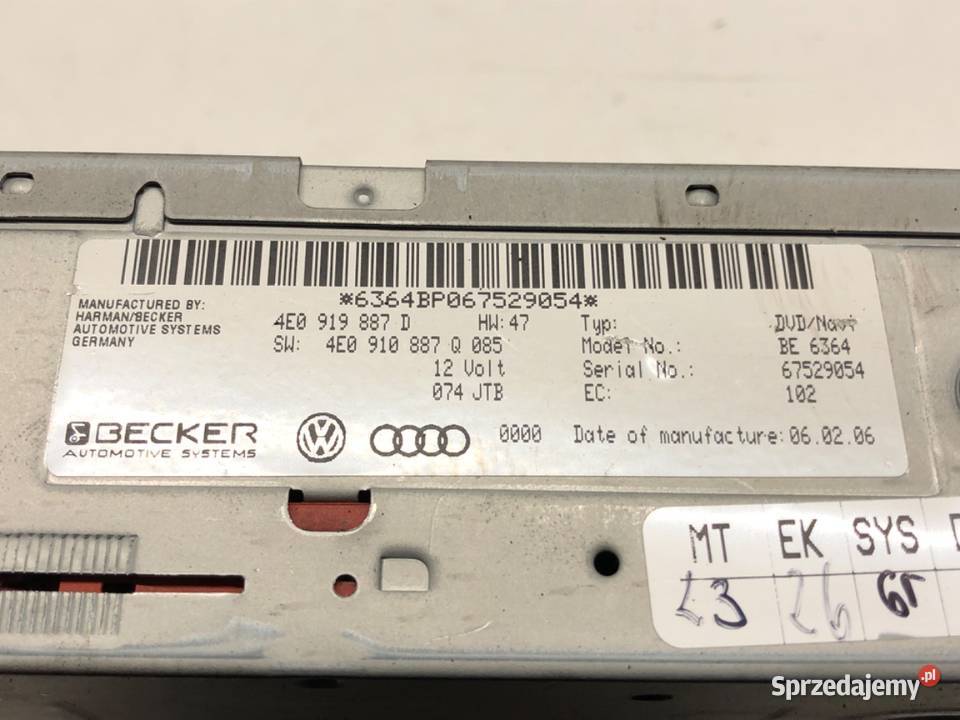 *6364BP067529054*
MANUFACTURED BY:
HARMAN/BECKER
AUTOMOTIVE SYSTEMS
GERMANY
4E0 919 887 D HW:47
SW: 4E0 910 887 Q 085
12 Volt
074 JTB
Typ: DVD/Navi
Model No.: BE 6364
Serial No.: 67529054
EC: 102
BECKER
AUTOMOTIVE SYSTEMS
0000 Date of manufacture: 06.02.06
MT EK SYS
23 26
Sprzedajemy.pl